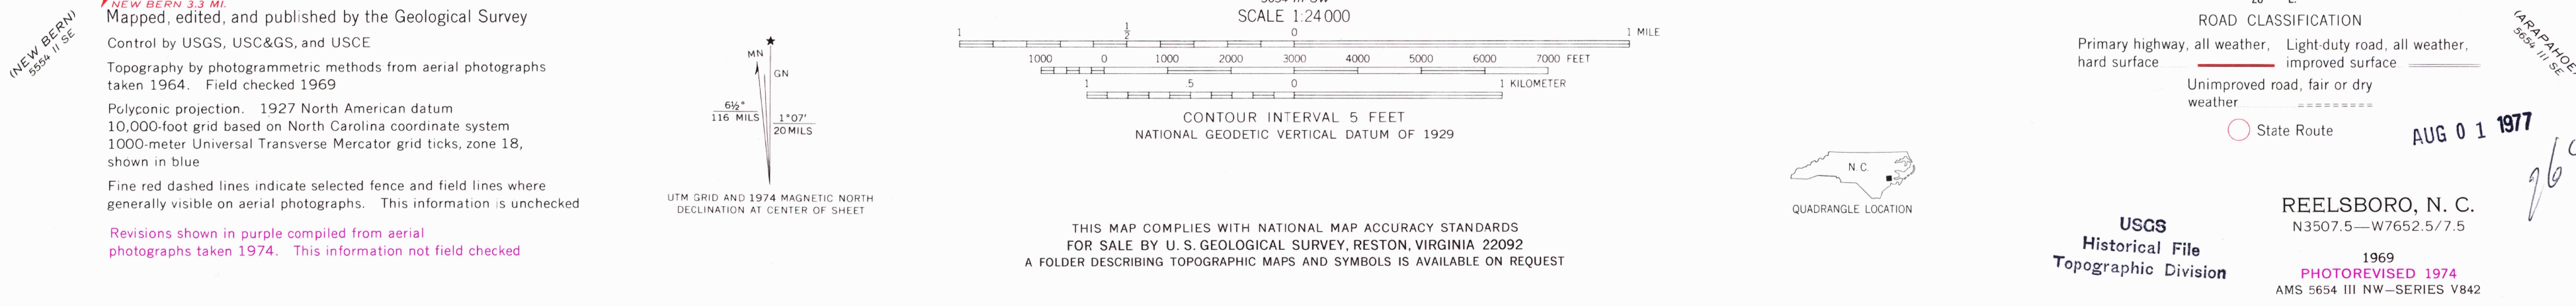 NEW BERN 3.3 MI.
(NEW BERN)
5554 II SE
Mapped, edited, and published by the Geological Survey
Control by USGS, USC&GS, and USCE
Topography by photogrammetric methods from aerial photographs
taken 1964. Field checked 1969
Polyconic projection. 1927 North American datum
10,000-foot grid based on North Carolina coordinate system
1000-meter Universal Transverse Mercator grid ticks, zone 18,
shown in blue
Fine red dashed lines indicate selected fence and field lines where
generally visible on aerial photographs. This information is unchecked
Revisions shown in purple compiled from aerial
photographs taken 1974. This information not field checked
MN
GN
6½°
116 MILS
1°07′
20 MILS
UTM GRID AND 1974 MAGNETIC NORTH
DECLINATION AT CENTER OF SHEET
SCALE 1:24 000
1 ½ 0 1 MILE
1000 0 1000 2000 3000 4000 5000 6000 7000 FEET
1 .5 0 1 KILOMETER
CONTOUR INTERVAL 5 FEET
NATIONAL GEODETIC VERTICAL DATUM OF 1929
THIS MAP COMPLIES WITH NATIONAL MAP ACCURACY STANDARDS
FOR SALE BY U. S. GEOLOGICAL SURVEY, RESTON, VIRGINIA 22092
A FOLDER DESCRIBING TOPOGRAPHIC MAPS AND SYMBOLS IS AVAILABLE ON REQUEST
N. C.
QUADRANGLE LOCATION
ROAD CLASSIFICATION
Primary highway, all weather,
hard surface
Light-duty road, all weather,
improved surface
Unimproved road, fair or dry
weather
State Route
(ARAPAHOE
5654 III SE
AUG 0 1 1977
USGS
Historical File
Topographic Division
REELSBORO, N. C.
N3507.5—W7652.5/7.5
1969
PHOTOREVISED 1974
AMS 5654 III NW—SERIES V842